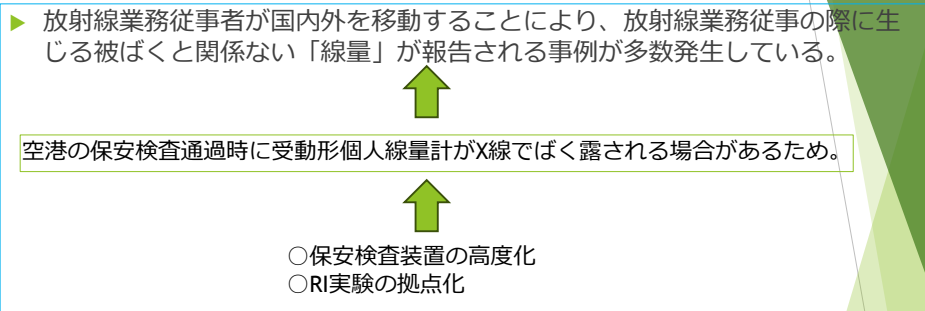 放射線業務従事者が国内外を移動することにより、放射線業務従事の際に生
じる被ばくと関係ない「線量」が報告される事例が多数発生している。
空港の保安検査通過時に受動形個人線量計がX線でばく露される場合があるため。
○保安検査装置の高度化
○RI実験の拠点化